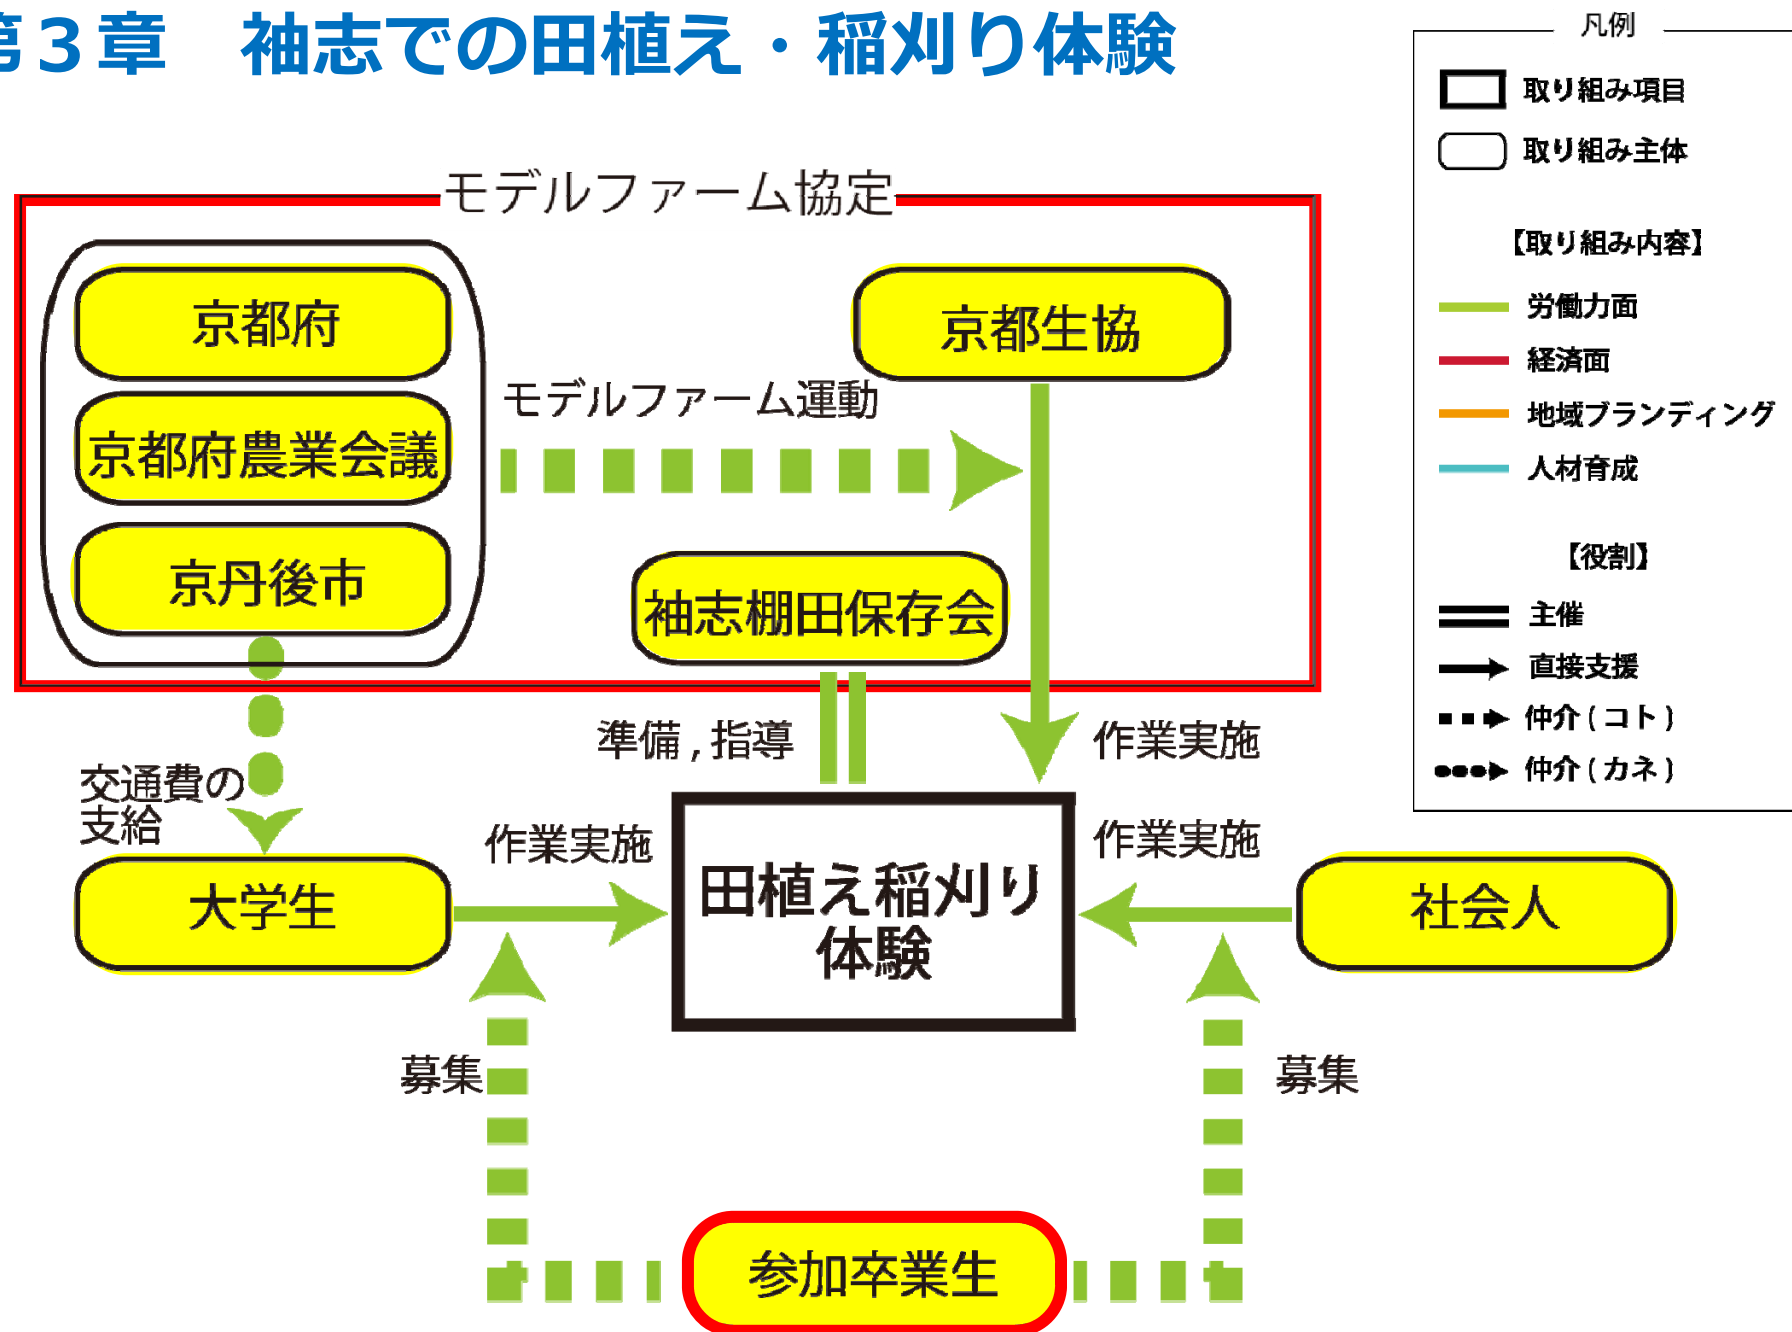 第３章　袖志での田植え・稲刈り体験
凡例
取り組み項目
取り組み主体
【取り組み内容】
労働力面
経済面
地域ブランディング
人材育成
【役割】
主催
直接支援
仲介(コト)
仲介(カネ)
モデルファーム協定
京都府
京都府農業会議
京丹後市
モデルファーム運動
京都生協
袖志棚田保存会
準備,指導
作業実施
交通費の
支給
大学生
作業実施
田植え稲刈り
体験
作業実施
社会人
募集
募集
参加卒業生